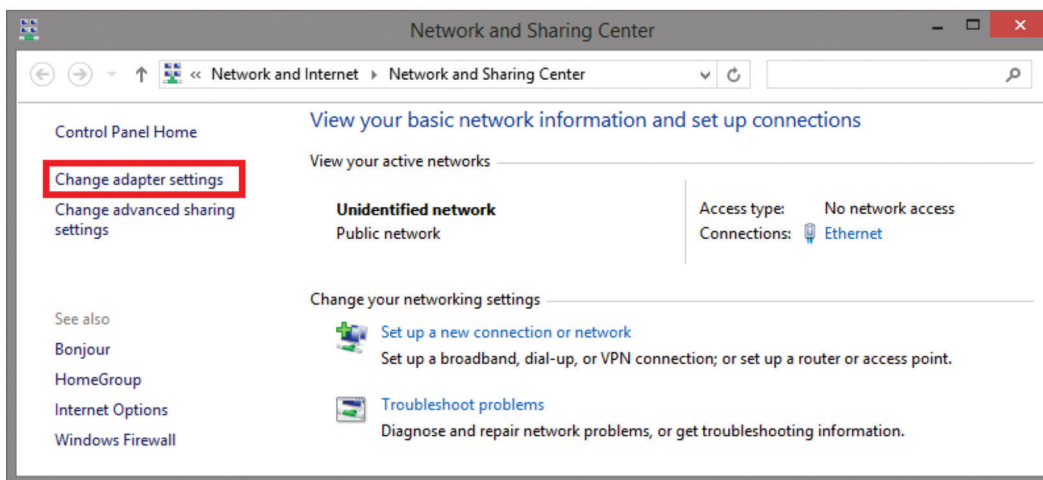 Network and Sharing Center
« Network and Internet ▸ Network and Sharing Center
Control Panel Home
Change adapter settings
Change advanced sharing
settings
See also
Bonjour
HomeGroup
Internet Options
Windows Firewall
View your basic network information and set up connections
View your active networks
Unidentified network
Public network
Access type: No network access
Connections: Ethernet
Change your networking settings
Set up a new connection or network
Set up a broadband, dial-up, or VPN connection; or set up a router or access point.
Troubleshoot problems
Diagnose and repair network problems, or get troubleshooting information.